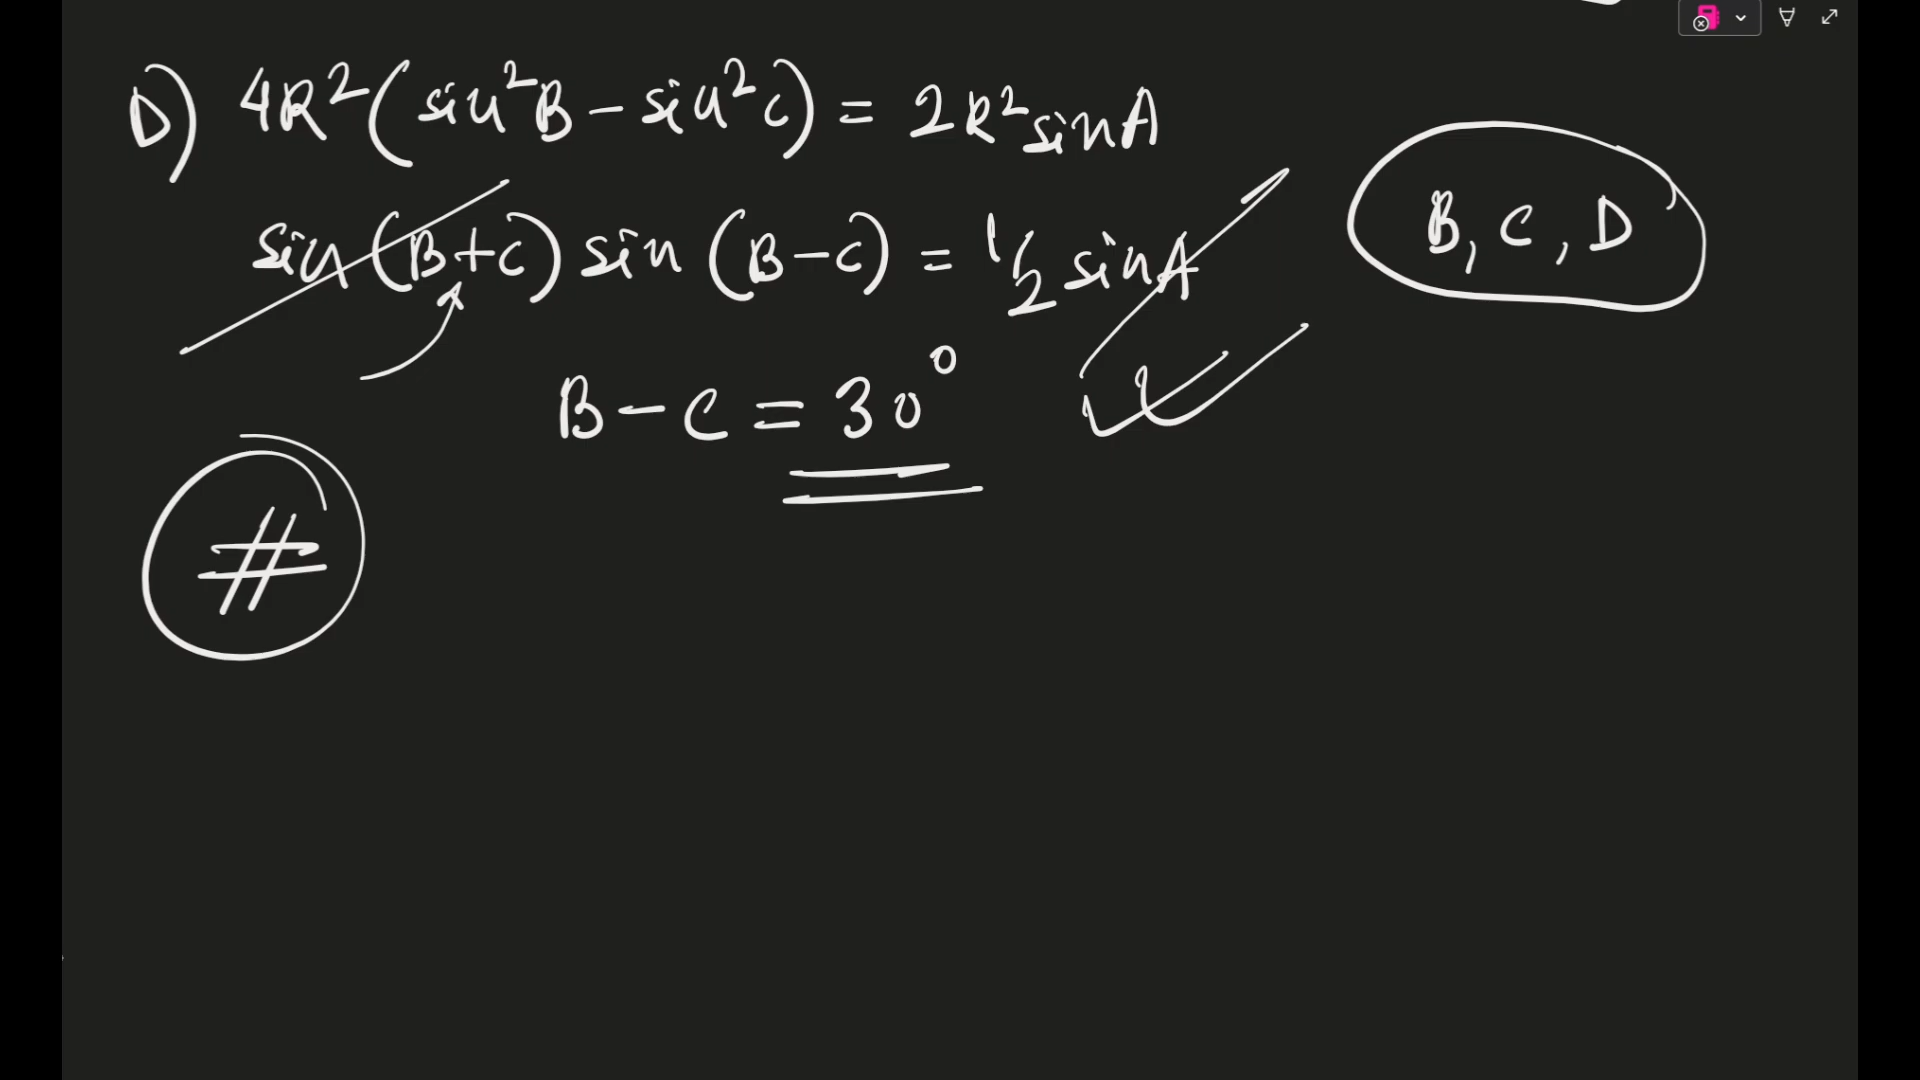 D) 4R²(sin²B - sin²C) = 2R² sinA
sin(B+C) sin(B-C) = 1/2 sinA
B, C, D
B - C = 30°
#